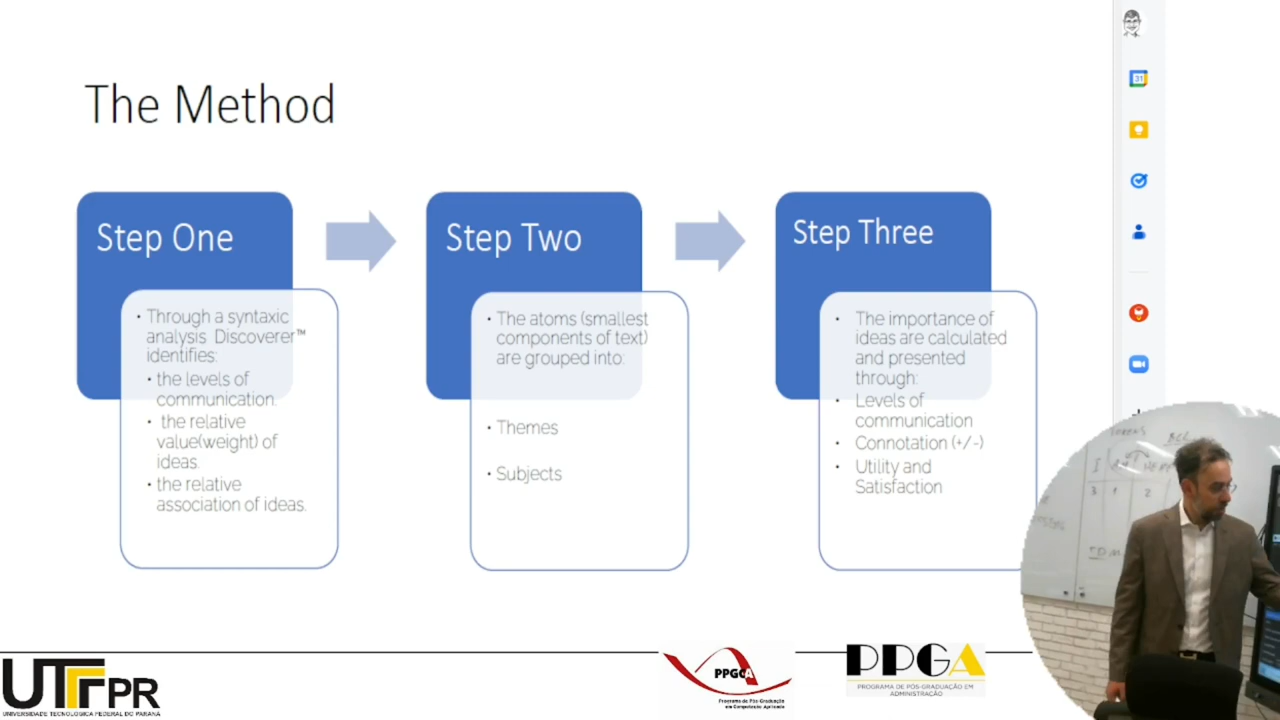 The Method
Step One
• Through a syntaxic
analysis Discoverer™
identifies:
• the levels of
communication.
• the relative
value(weight) of
ideas.
• the relative
association of ideas.
Step Two
• The atoms (smallest
components of text)
are grouped into:
• Themes
• Subjects
Step Three
• The importance of
ideas are calculated
and presented
through:
• Levels of
communication
• Connotation (+/-)
• Utility and
Satisfaction
31
UTFPR
UNIVERSIDADE TECNOLÓGICA FEDERAL DO PARANÁ
PPGCA
Programa de Pós-Graduação
em Computação Aplicada
PPGA
PROGRAMA DE PÓS-GRADUAÇÃO EM
ADMINISTRAÇÃO